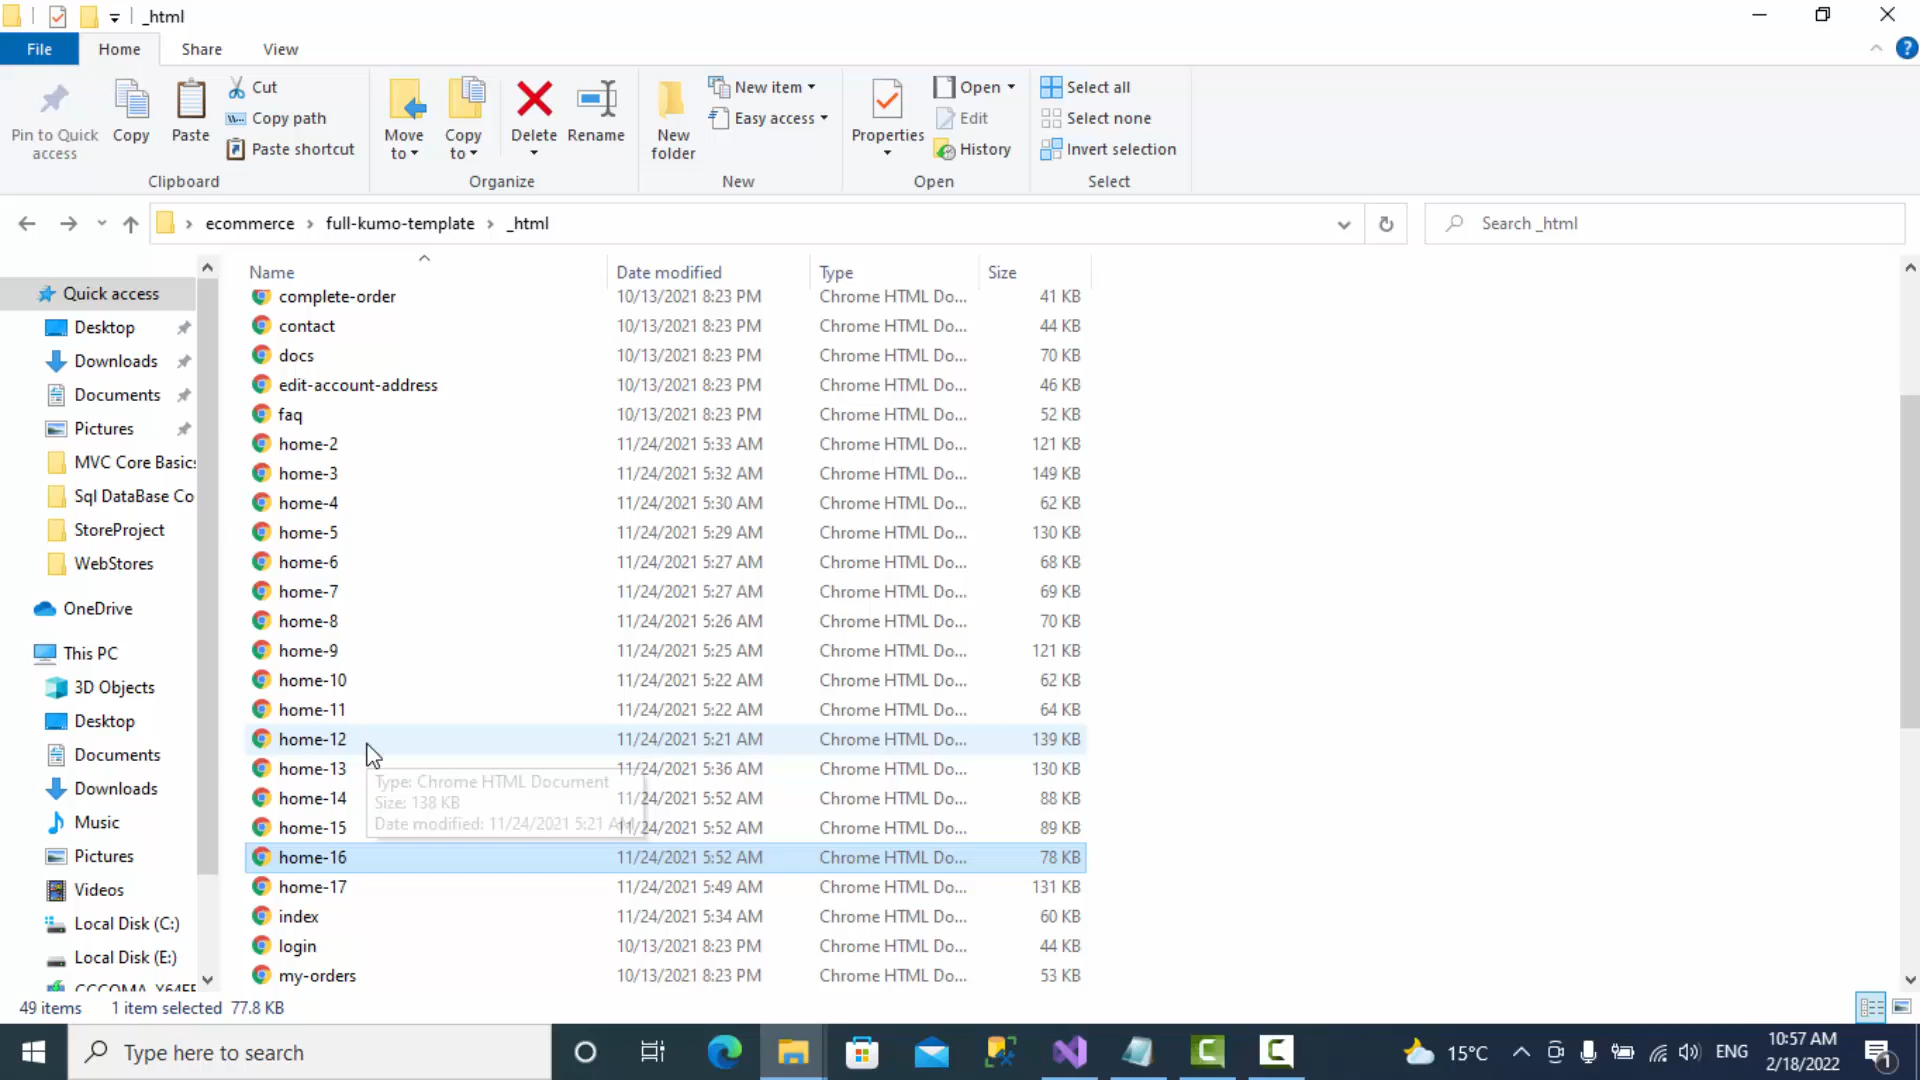 _html
File Home Share View
Pin to Quick access
Copy
Paste
Cut
Copy path
Paste shortcut
Clipboard
Move to
Copy to
Delete
Rename
Organize
New folder
New item
Easy access
New
Properties
Open
Edit
History
Open
Select all
Select none
Invert selection
Select
ecommerce › full-kumo-template › _html
Search _html
Quick access
Desktop
Downloads
Documents
Pictures
MVC Core Basic
Sql DataBase Co
StoreProject
WebStores
OneDrive
This PC
3D Objects
Desktop
Documents
Downloads
Music
Pictures
Videos
Local Disk (C:)
Local Disk (E:)
Name Date modified Type Size
complete-order 10/13/2021 8:23 PM Chrome HTML Do... 41 KB
contact 10/13/2021 8:23 PM Chrome HTML Do... 44 KB
docs 10/13/2021 8:23 PM Chrome HTML Do... 70 KB
edit-account-address 10/13/2021 8:23 PM Chrome HTML Do... 46 KB
faq 10/13/2021 8:23 PM Chrome HTML Do... 52 KB
home-2 11/24/2021 5:33 AM Chrome HTML Do... 121 KB
home-3 11/24/2021 5:32 AM Chrome HTML Do... 149 KB
home-4 11/24/2021 5:30 AM Chrome HTML Do... 62 KB
home-5 11/24/2021 5:29 AM Chrome HTML Do... 130 KB
home-6 11/24/2021 5:27 AM Chrome HTML Do... 68 KB
home-7 11/24/2021 5:27 AM Chrome HTML Do... 69 KB
home-8 11/24/2021 5:26 AM Chrome HTML Do... 70 KB
home-9 11/24/2021 5:25 AM Chrome HTML Do... 121 KB
home-10 11/24/2021 5:22 AM Chrome HTML Do... 62 KB
home-11 11/24/2021 5:22 AM Chrome HTML Do... 64 KB
home-12 11/24/2021 5:21 AM Chrome HTML Do... 139 KB
home-13 11/24/2021 5:36 AM Chrome HTML Do... 130 KB
home-14 11/24/2021 5:52 AM Chrome HTML Do... 88 KB
home-15 11/24/2021 5:52 AM Chrome HTML Do... 89 KB
home-16 11/24/2021 5:52 AM Chrome HTML Do... 78 KB
home-17 11/24/2021 5:49 AM Chrome HTML Do... 131 KB
index 11/24/2021 5:34 AM Chrome HTML Do... 60 KB
login 10/13/2021 8:23 PM Chrome HTML Do... 44 KB
my-orders 10/13/2021 8:23 PM Chrome HTML Do... 53 KB
Type: Chrome HTML Document
Size: 138 KB
Date modified: 11/24/2021 5:21 AM
49 items 1 item selected 77.8 KB
Type here to search
15°C
ENG
10:57 AM
2/18/2022
1